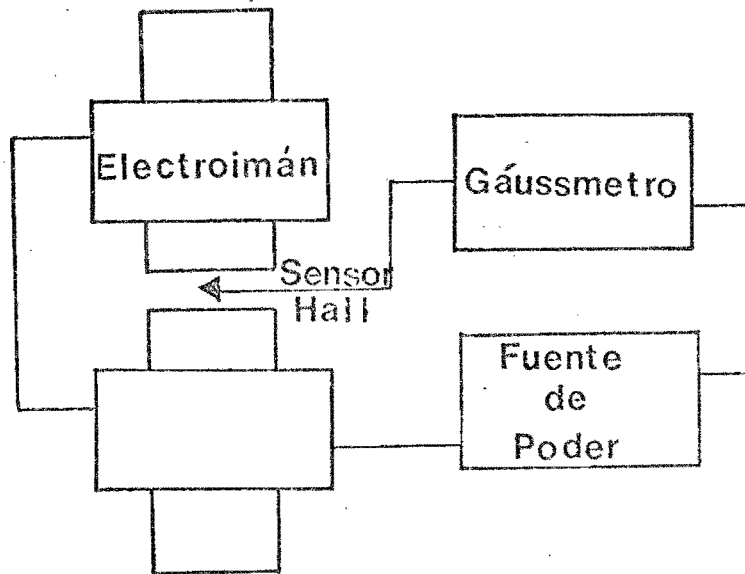 Electroimán
Gáussmetro
Sensor
Hall
Fuente
de
Poder